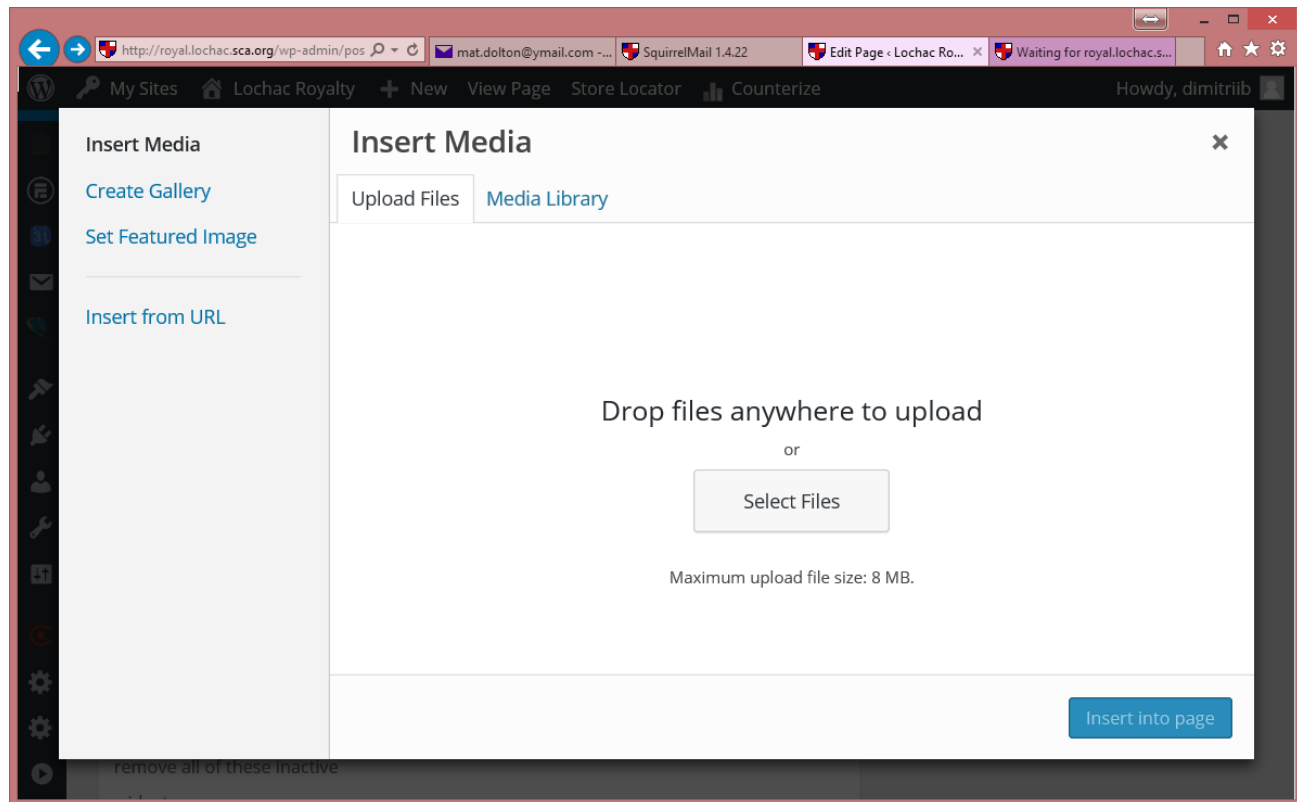 http://royal.lochac.sca.org/wp-admin/pos
mat.dolton@ymail.com -...
SquirrelMail 1.4.22
Edit Page ‹ Lochac Ro...
Waiting for royal.lochac.s...
My Sites
Lochac Royalty
New
View Page
Store Locator
Counterize
Howdy, dimitriib
Insert Media
Create Gallery
Set Featured Image
Insert from URL
Insert Media
Upload Files
Media Library
Drop files anywhere to upload
or
Select Files
Maximum upload file size: 8 MB.
Insert into page
remove all of these inactive